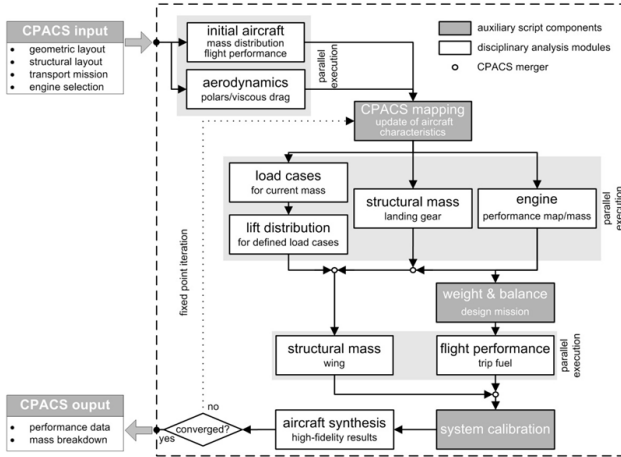 CPACS input
geometric layout
structural layout
transport mission
engine selection
initial aircraft
mass distribution
flight performance
aerodynamics
polars/viscous drag
parallel
execution
auxiliary script components
disciplinary analysis modules
CPACS merger
CPACS mapping
update of aircraft
characteristics
load cases
for current mass
lift distribution
for defined load cases
structural mass
landing gear
engine
performance map/mass
parallel
execution
fixed point iteration
weight & balance
design mission
structural mass
wing
flight performance
trip fuel
parallel
execution
CPACS ouput
performance data
mass breakdown
no
converged?
yes
aircraft synthesis
high-fidelity results
system calibration